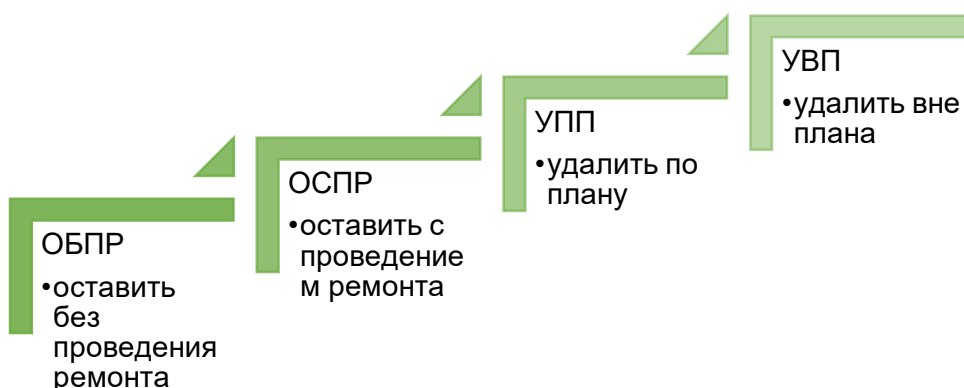 ОБПР
•оставить
без
проведения
ремонта
ОСПР
•оставить с
проведение
м ремонта
УПП
•удалить по
плану
УВП
•удалить вне
плана